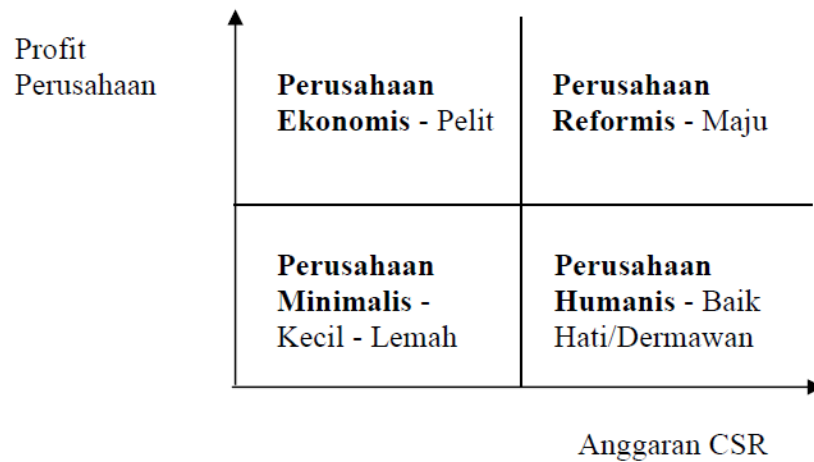 Profit
Perusahaan
Perusahaan
Ekonomis - Pelit
Perusahaan
Reformis - Maju
Perusahaan
Minimalis -
Kecil - Lemah
Perusahaan
Humanis - Baik
Hati/Dermawan
Anggaran CSR